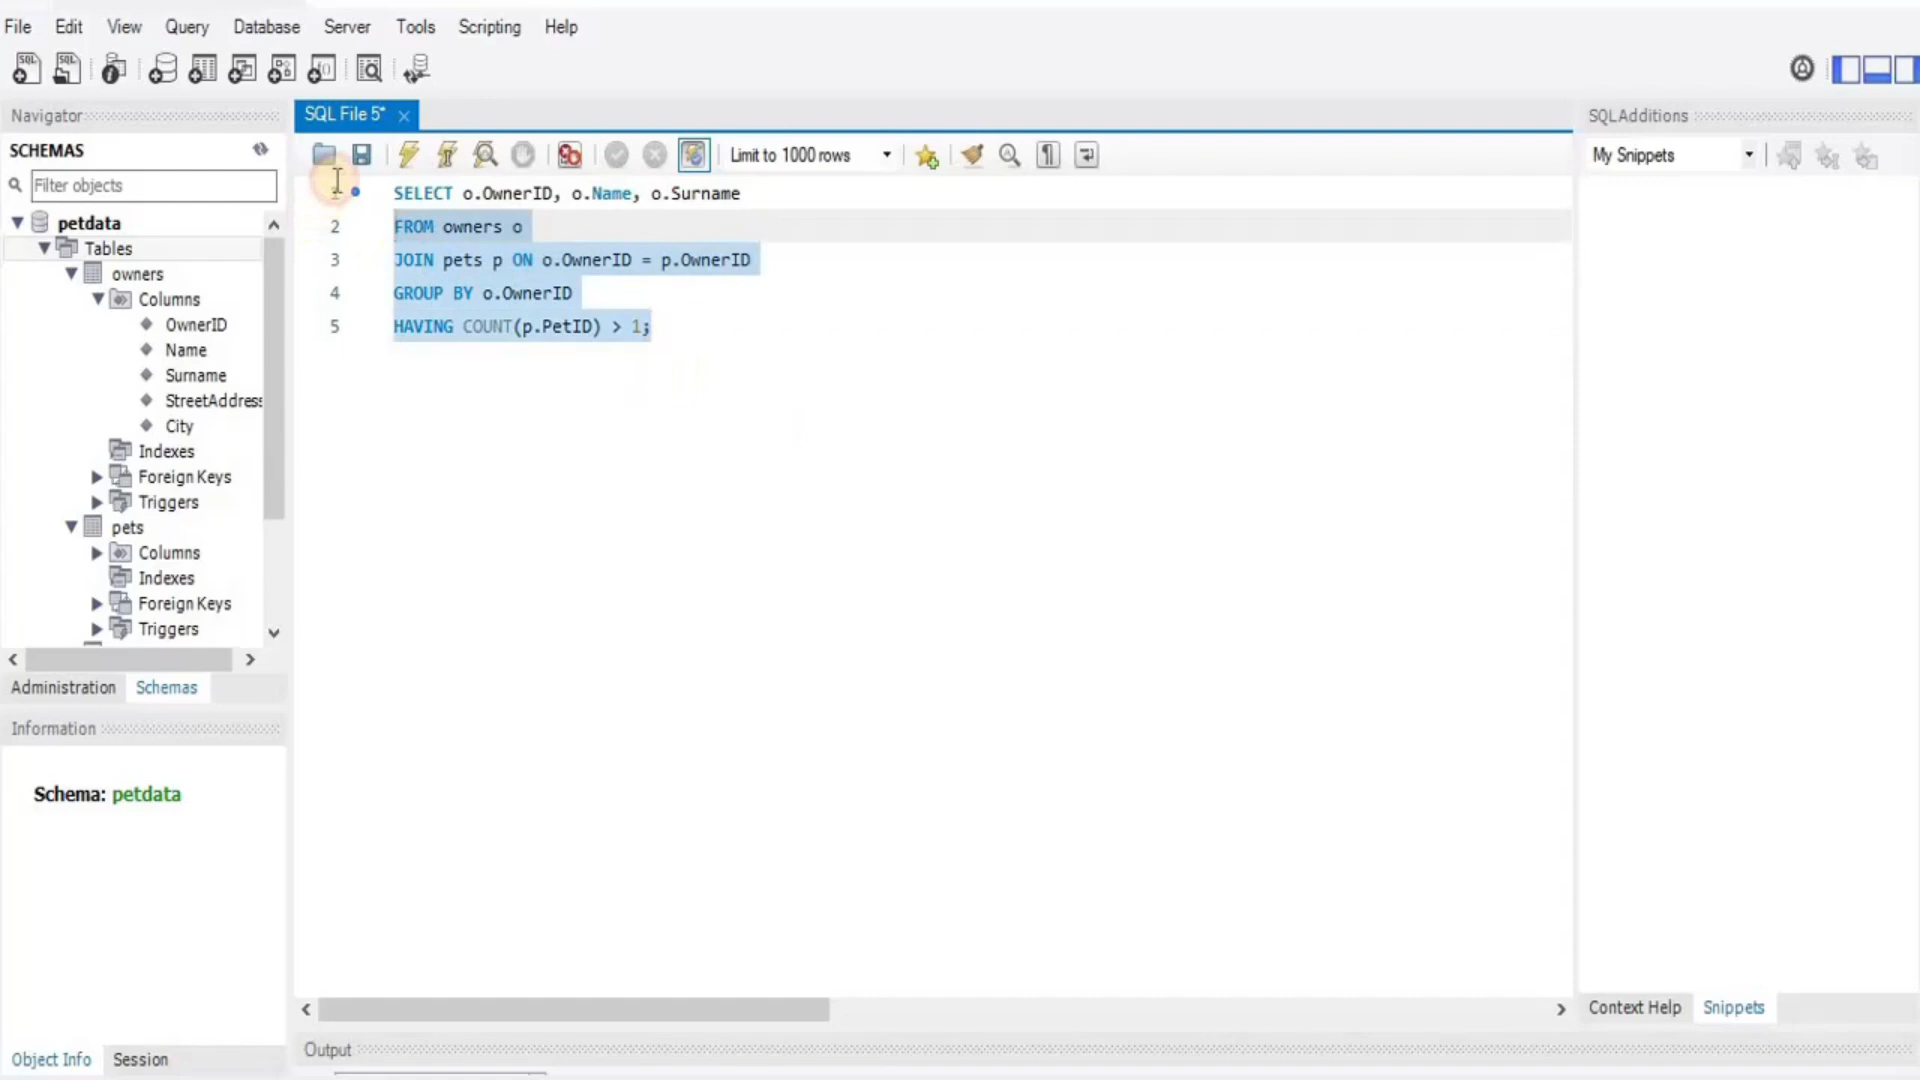 File Edit View Query Database Server Tools Scripting Help
Navigator
SQL File 5*
SQLAdditions
SCHEMAS
Limit to 1000 rows
My Snippets
Filter objects
petdata
Tables
owners
Columns
OwnerID
Name
Surname
StreetAddress
City
Indexes
Foreign Keys
Triggers
pets
Columns
Indexes
Foreign Keys
Triggers
Administration Schemas
Information
Schema: petdata
Object Info Session
1 SELECT o.OwnerID, o.Name, o.Surname
2 FROM owners o
3 JOIN pets p ON o.OwnerID = p.OwnerID
4 GROUP BY o.OwnerID
5 HAVING COUNT(p.PetID) > 1;
Context Help Snippets
Output